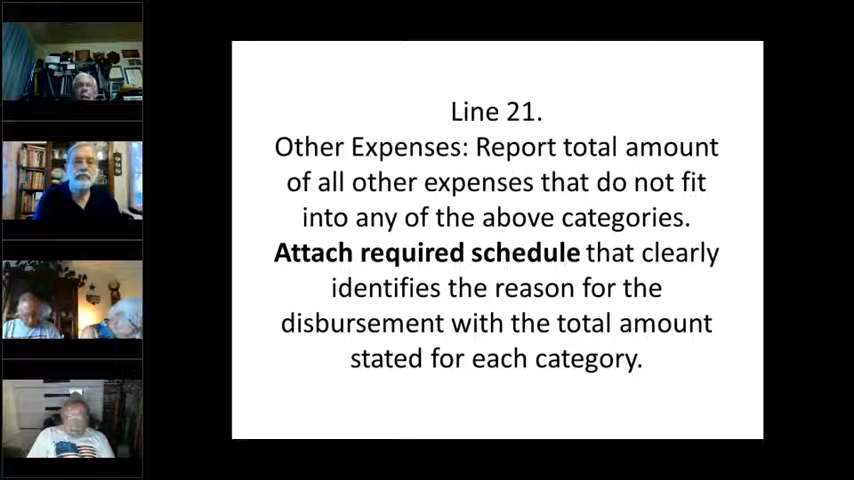 Line 21.
Other Expenses: Report total amount
of all other expenses that do not fit
into any of the above categories.
Attach required schedule that clearly
identifies the reason for the
disbursement with the total amount
stated for each category.